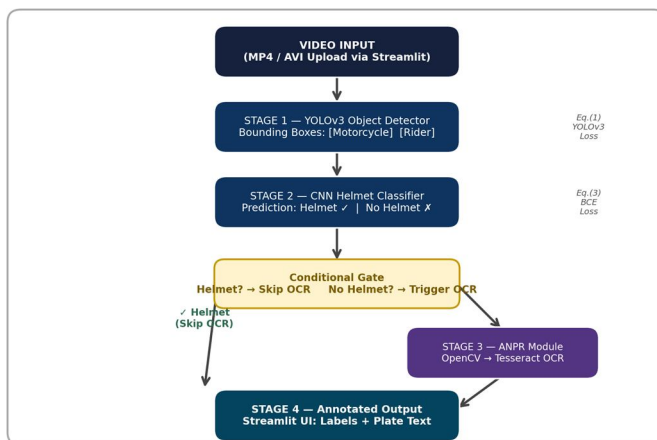 VIDEO INPUT
(MP4 / AVI Upload via Streamlit)
STAGE 1 — YOLOv3 Object Detector
Bounding Boxes: [Motorcycle]  [Rider]
Eq.(1)
YOLOv3
Loss
STAGE 2 — CNN Helmet Classifier
Prediction: Helmet ✓  |  No Helmet ✗
Eq.(3)
BCE
Loss
Conditional Gate
Helmet? → Skip OCR     No Helmet? → Trigger OCR
✓ Helmet
(Skip OCR)
STAGE 3 — ANPR Module
OpenCV → Tesseract OCR
STAGE 4 — Annotated Output
Streamlit UI: Labels + Plate Text